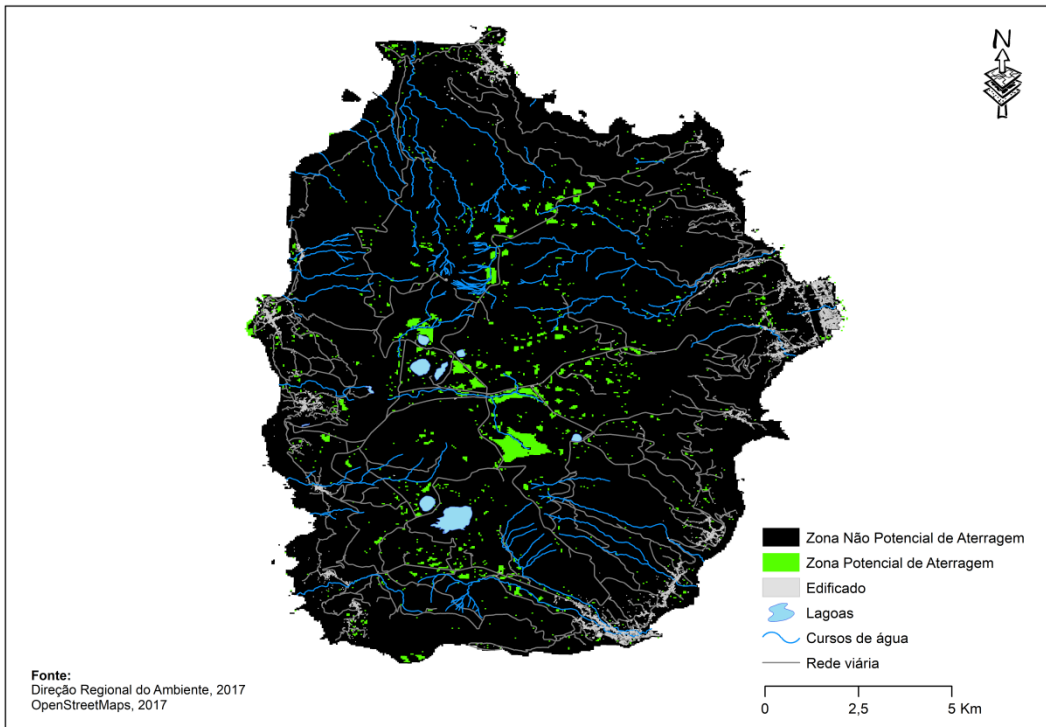 N
Zona Não Potencial de Aterragem
Zona Potencial de Aterragem
Edificado
Lagoas
Cursos de água
Rede viária
Fonte:
Direção Regional do Ambiente, 2017
OpenStreetMaps, 2017
0 2,5 5 Km